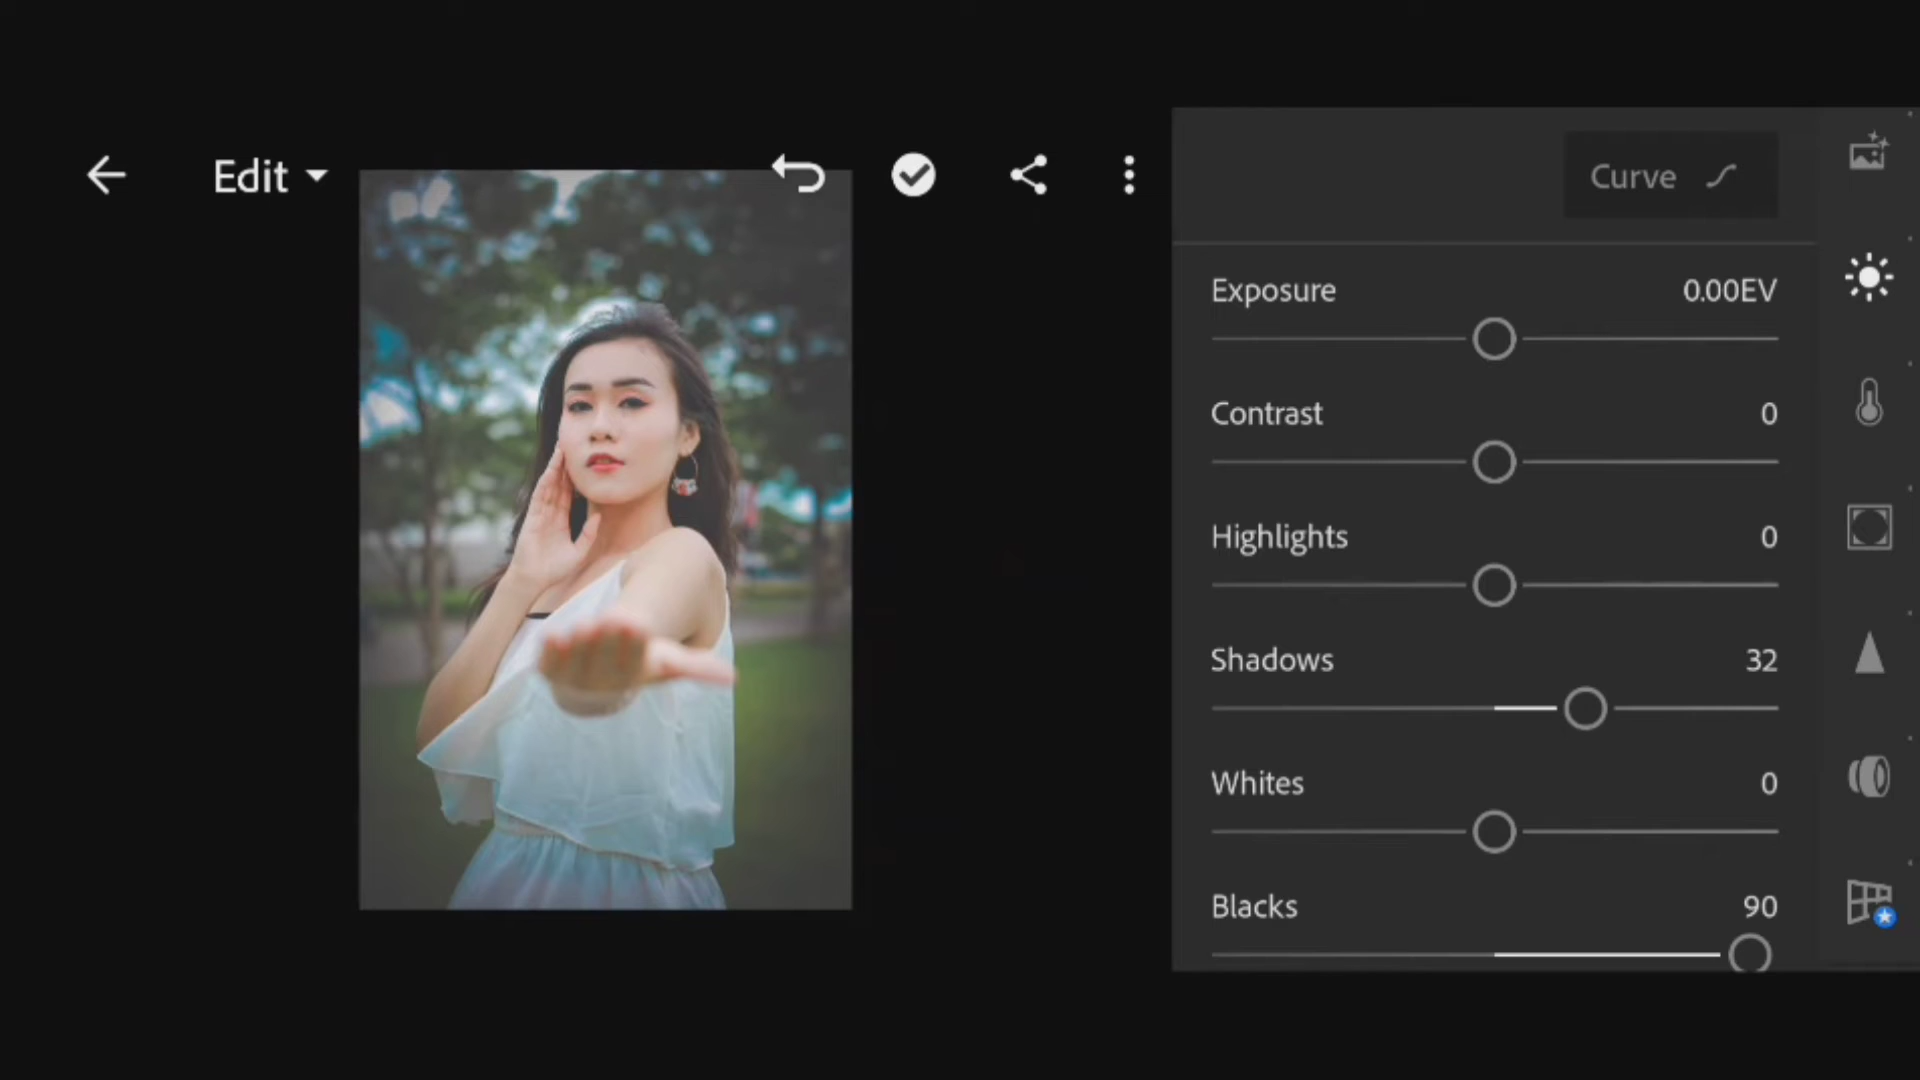 Edit
Curve
Exposure 0.00EV
Contrast 0
Highlights 0
Shadows 32
Whites 0
Blacks 90